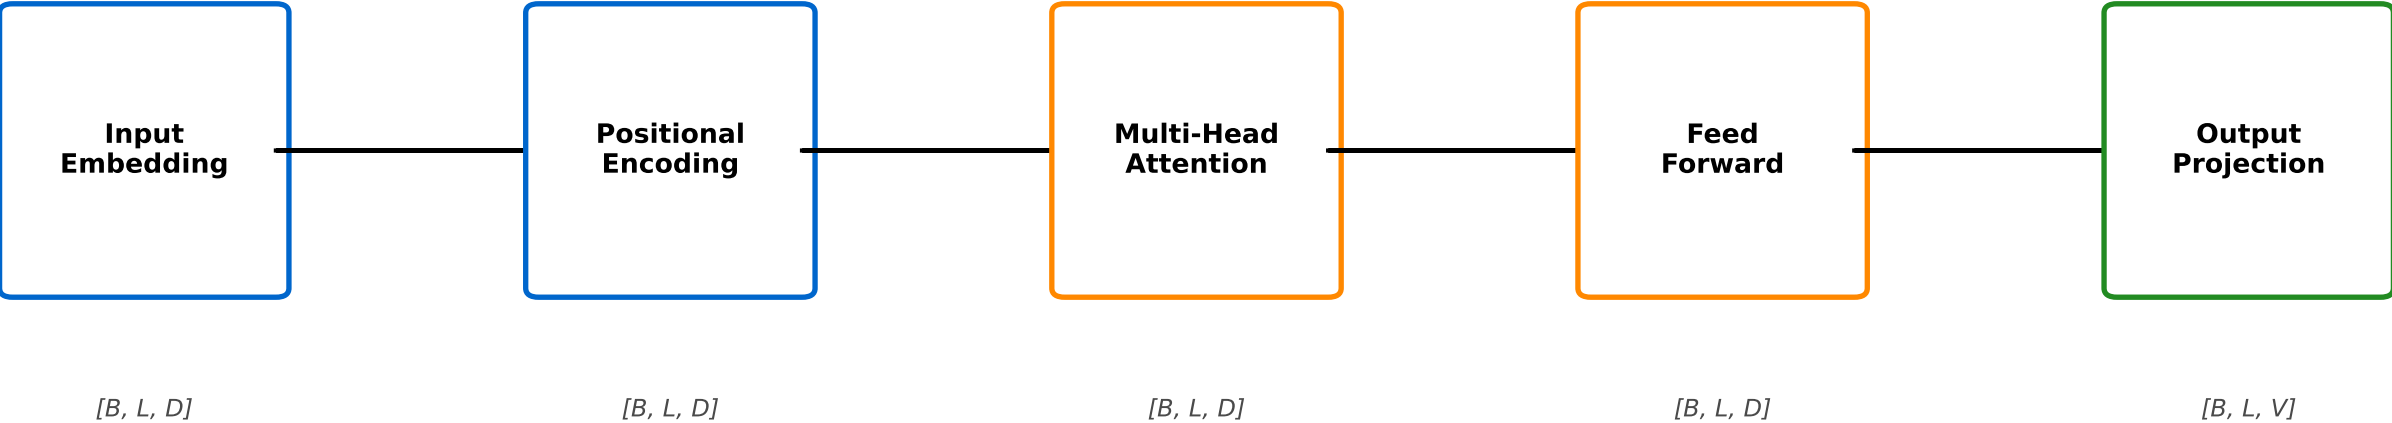 Input
Embedding
Positional
Encoding
Multi-Head
Attention
Feed
Forward
Output
Projection
[B, L, D]
[B, L, D]
[B, L, D]
[B, L, D]
[B, L, V]